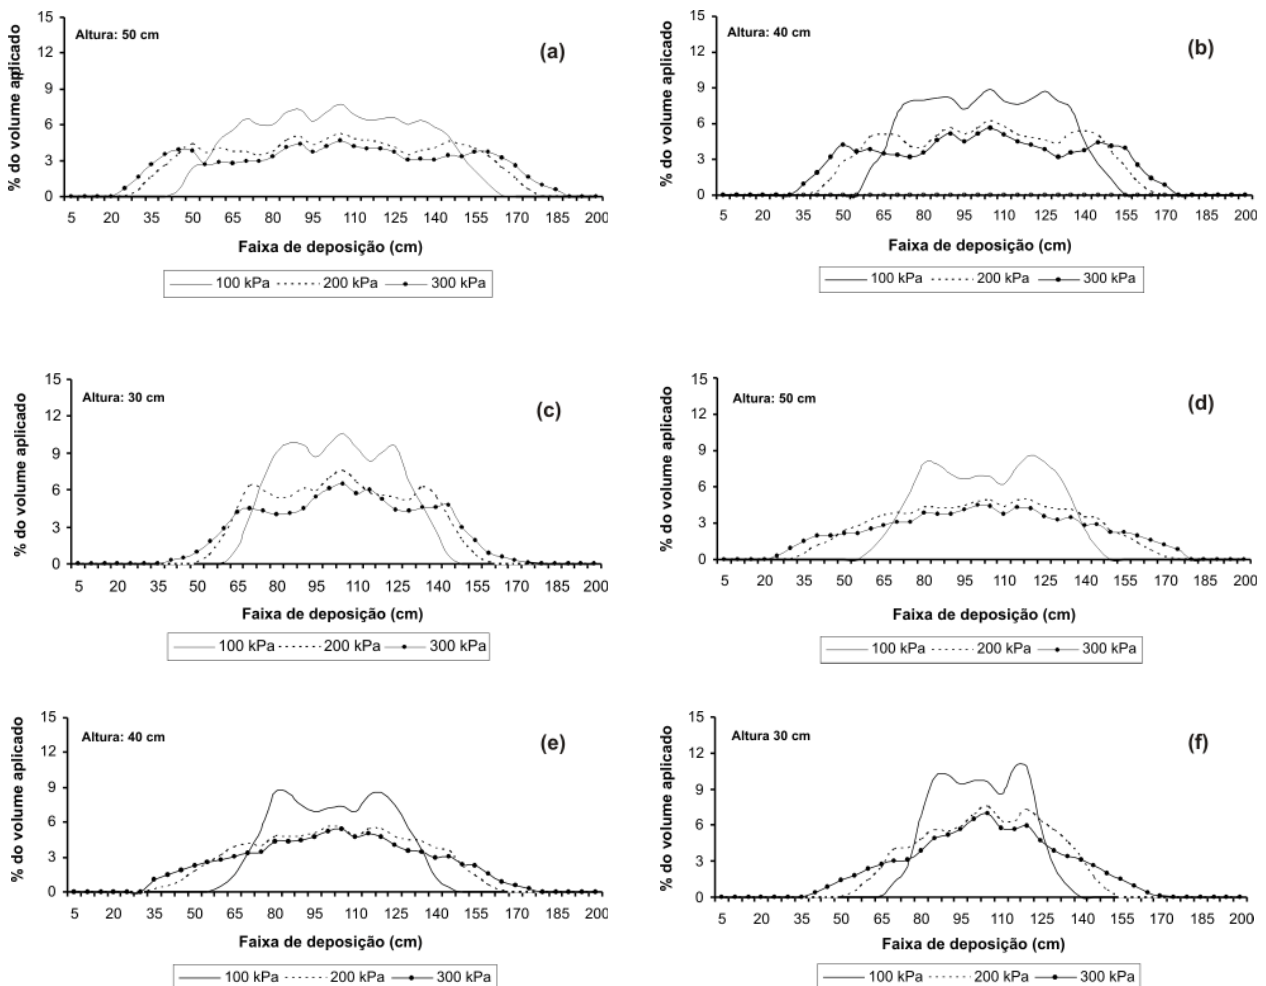 % do volume aplicado
15
12
9
6
3
0
Altura: 50 cm
(a)
5 20 35 50 65 80 95 110 125 140 155 170 185 200
Faixa de deposição (cm)
100 kPa 200 kPa 300 kPa
% do volume aplicado
15
12
9
6
3
0
Altura: 40 cm
(b)
5 20 35 50 65 80 95 110 125 140 155 170 185 200
Faixa de deposição (cm)
100 kPa 200 kPa 300 kPa
% do volume aplicado
15
12
9
6
3
0
Altura: 30 cm
(c)
5 20 35 50 65 80 95 110 125 140 155 170 185 200
Faixa de deposição (cm)
100 kPa 200 kPa 300 kPa
% do volume aplicado
15
12
9
6
3
0
Altura: 50 cm
(d)
5 20 35 50 65 80 95 110 125 140 155 170 185 200
Faixa de deposição (cm)
100 kPa 200 kPa 300 kPa
% do volume aplicado
15
12
9
6
3
0
Altura: 40 cm
(e)
5 20 35 50 65 80 95 110 125 140 155 170 185 200
Faixa de deposição (cm)
100 kPa 200 kPa 300 kPa
% do volume aplicado
15
12
9
6
3
0
Altura 30 cm
(f)
5 20 35 50 65 80 95 110 125 140 155 170 185 200
Faixa de deposição (cm)
100 kPa 200 kPa 300 kPa